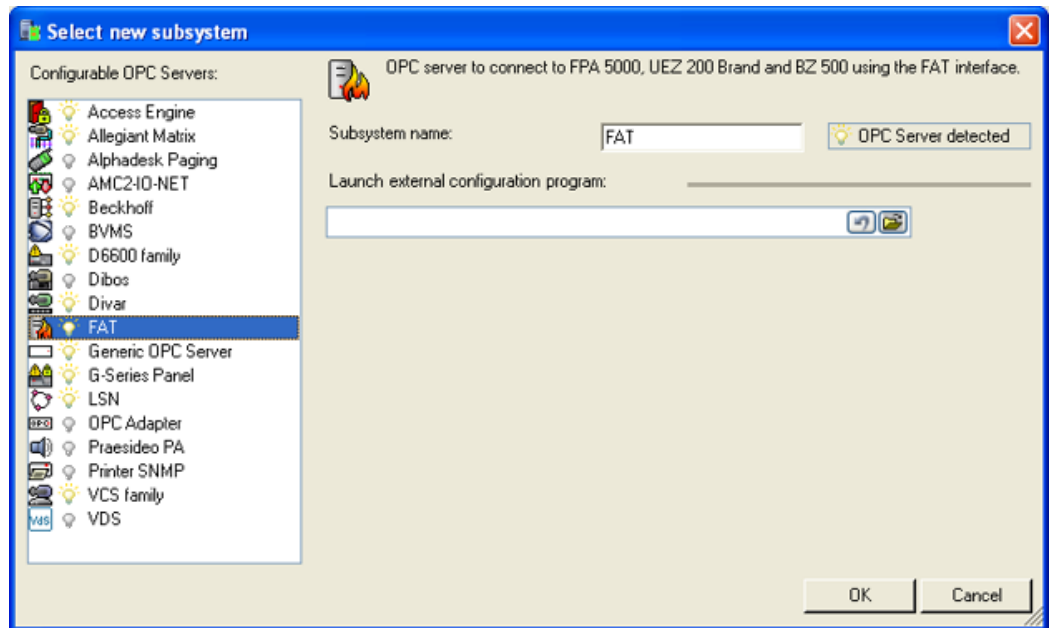 Select new subsystem
Configurable OPC Servers:
Access Engine
Allegiant Matrix
Alphadesk Paging
AMC2-IO-NET
Beckhoff
BVMS
D6600 family
Dibos
Divar
FAT
Generic OPC Server
G-Series Panel
LSN
OPC OPC Adapter
Praesideo PA
Printer SNMP
VCS family
VdS VDS
OPC server to connect to FPA 5000, UEZ 200 Brand and BZ 500 using the FAT interface.
Subsystem name: FAT OPC Server detected
Launch external configuration program:
OK Cancel